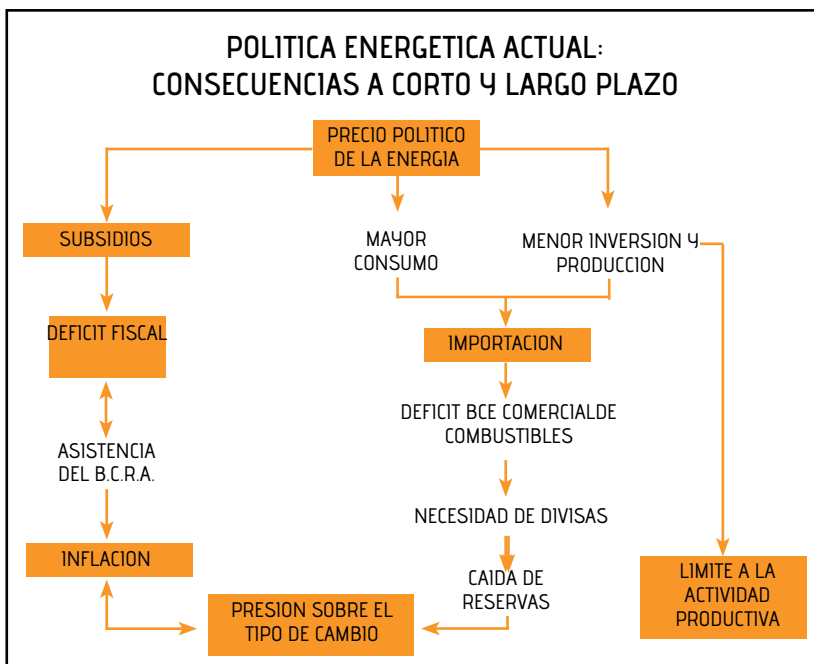 POLITICA ENERGETICA ACTUAL:
CONSECUENCIAS A CORTO Y LARGO PLAZO
PRECIO POLITICO
DE LA ENERGIA
SUBSIDIOS
MAYOR
CONSUMO
MENOR INVERSION Y
PRODUCCION
DEFICIT FISCAL
IMPORTACION
DEFICIT BCE COMERCIALDE
COMBUSTIBLES
ASISTENCIA
DEL B.C.R.A.
NECESIDAD DE DIVISAS
INFLACION
CAIDA DE
RESERVAS
LIMITE A LA
ACTIVIDAD
PRODUCTIVA
PRESION SOBRE EL
TIPO DE CAMBIO